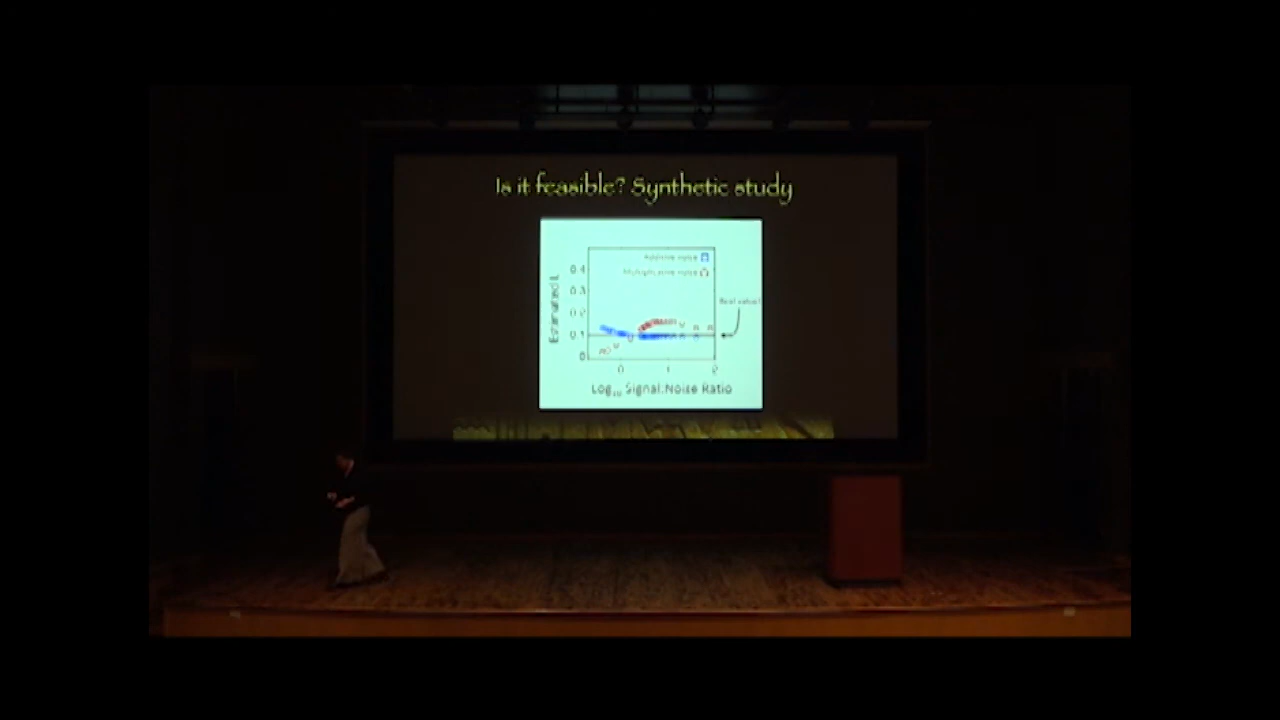 Is it feasible? Synthetic study
Additive noise
Multiplicative noise
Real value!
0.4
0.3
0.2
0.1
0
0 1 2
Estimated
Log₁₀ Signal:Noise Ratio